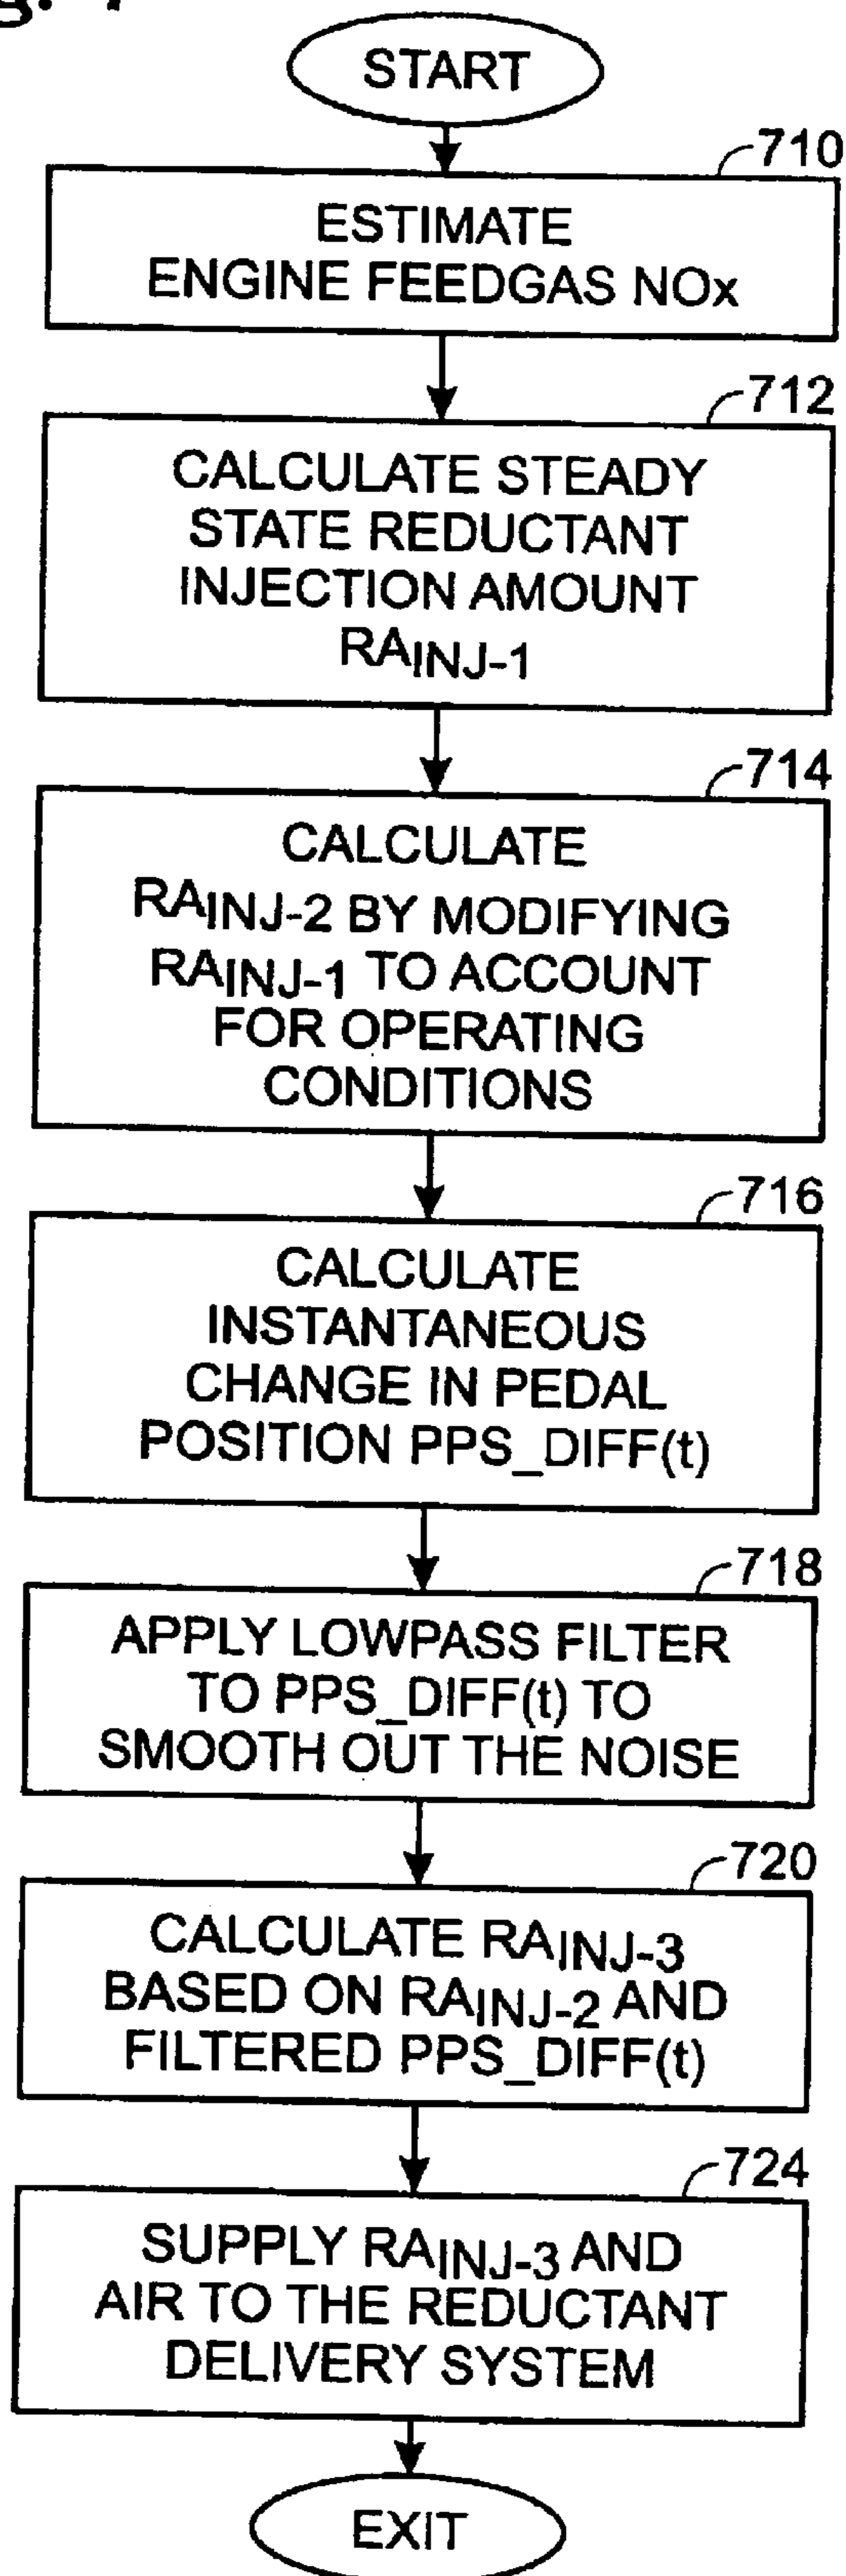 START
710
ESTIMATE
ENGINE FEEDGAS NOx
712
CALCULATE STEADY
STATE REDUCTANT
INJECTION AMOUNT
RAINJ-1
714
CALCULATE
RAINJ-2 BY MODIFYING
RAINJ-1 TO ACCOUNT
FOR OPERATING
CONDITIONS
716
CALCULATE
INSTANTANEOUS
CHANGE IN PEDAL
POSITION PPS_DIFF(t)
718
APPLY LOWPASS FILTER
TO PPS_DIFF(t) TO
SMOOTH OUT THE NOISE
720
CALCULATE RAINJ-3
BASED ON RAINJ-2 AND
FILTERED PPS_DIFF(t)
724
SUPPLY RAINJ-3 AND
AIR TO THE REDUCTANT
DELIVERY SYSTEM
EXIT